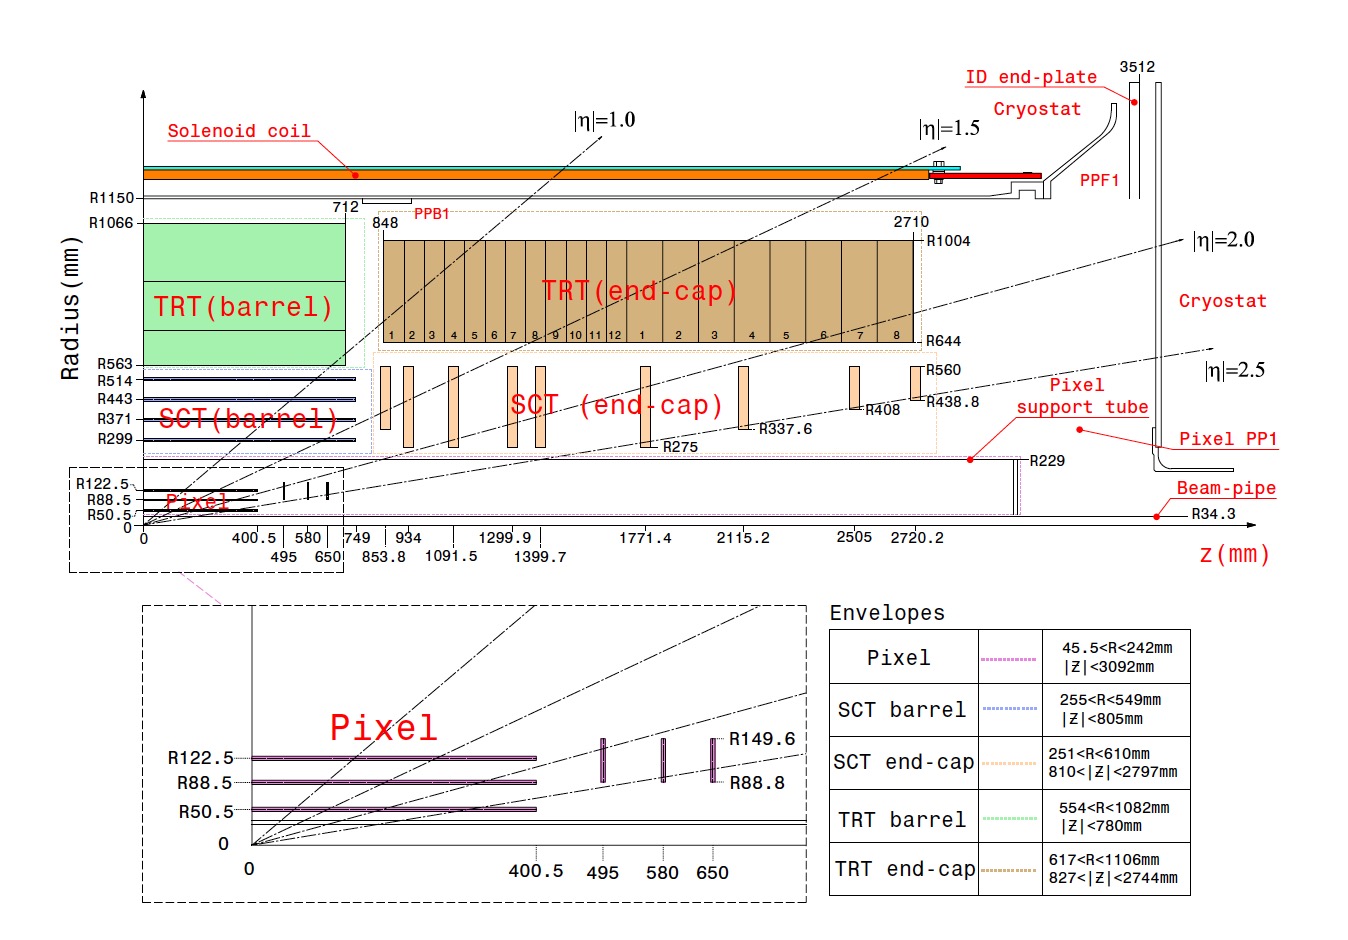 3512
ID end-plate
Cryostat
|η|=1.0
|η|=1.5
Solenoid coil
PPF1
R1150
712
PPB1
R1066
848
2710
R1004
|η|=2.0
Radius(mm)
TRT(barrel)
TRT(end-cap)
Cryostat
1 2 3 4 5 6 7 8 9 10 11 12 1 2 3 4 5 6 7 8
R644
R563
R514
R443
R371
R299
SCT(barrel)
SCT (end-cap)
R560
R438.8
R408
R337.6
R275
|η|=2.5
Pixel
support tube
Pixel PP1
R229
R122.5
R88.5
R50.5
0
Pixel
Beam-pipe
R34.3
0
400.5
580
749
934
1299.9
1771.4
2115.2
2505
2720.2
495
650
853.8
1091.5
1399.7
z(mm)
Pixel
R122.5
R88.5
R50.5
0
R149.6
R88.8
0
400.5
495
580
650
Envelopes
Pixel
45.5<R<242mm
|Z|<3092mm
SCT barrel
255<R<549mm
|Z|<805mm
SCT end-cap
251<R<610mm
810<|Z|<2797mm
TRT barrel
554<R<1082mm
|Z|<780mm
TRT end-cap
617<R<1106mm
827<|Z|<2744mm